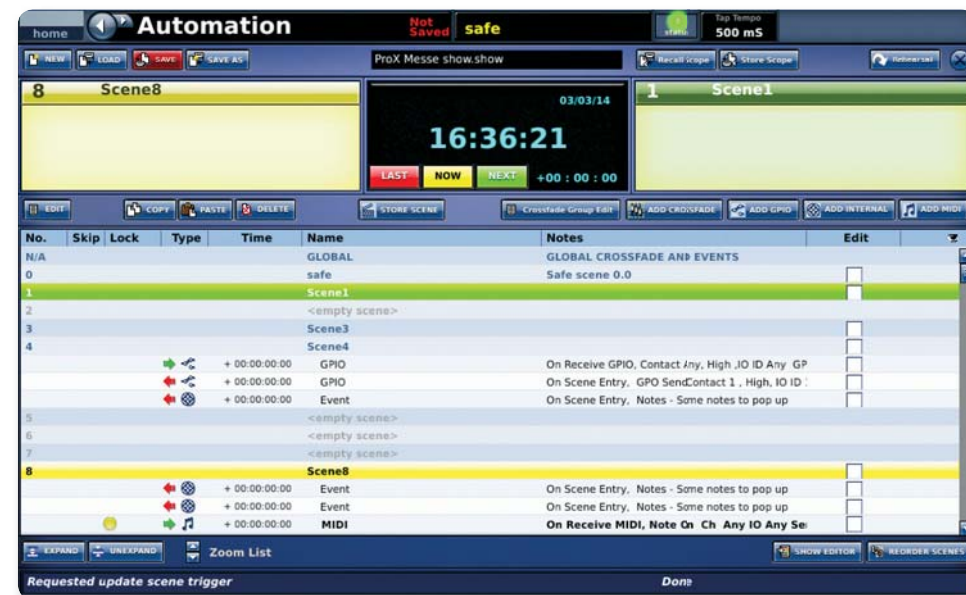 home Automation Not Saved safe Tap Tempo 500 mS
NEW LOAD SAVE SAVE AS ProX Messe show.show Recall Scope Store Scope Rehearsal
8 Scene8 03/03/14 1 Scene1
16:36:21
LAST NOW NEXT +00 : 00 : 00
EDIT COPY PASTE DELETE STORE SCENE Crossfade Group Edit ADD CROSSFADE ADD GPIO ADD INTERNAL ADD MIDI
No. Skip Lock Type Time Name Notes Edit
N/A GLOBAL GLOBAL CROSSFADE AND EVENTS
0 safe Safe scene 0.0
1 Scene1
2 <empty scene>
3 Scene3
4 Scene4
+ 00:00:00:00 GPIO On Receive GPIO, Contact Any, High ,IO ID Any GP
+ 00:00:00:00 GPIO On Scene Entry, GPO SendContact 1 , High, IO ID
+ 00:00:00:00 Event On Scene Entry, Notes - Some notes to pop up
5 <empty scene>
6 <empty scene>
7 <empty scene>
8 Scene8
+ 00:00:00:00 Event On Scene Entry, Notes - Some notes to pop up
+ 00:00:00:00 Event On Scene Entry, Notes - Some notes to pop up
+ 00:00:00:00 MIDI On Receive MIDI, Note On Ch Any IO Any Se
EXPAND UNEXPAND Zoom List SHOW EDITOR REORDER SCENES
Requested update scene trigger Done